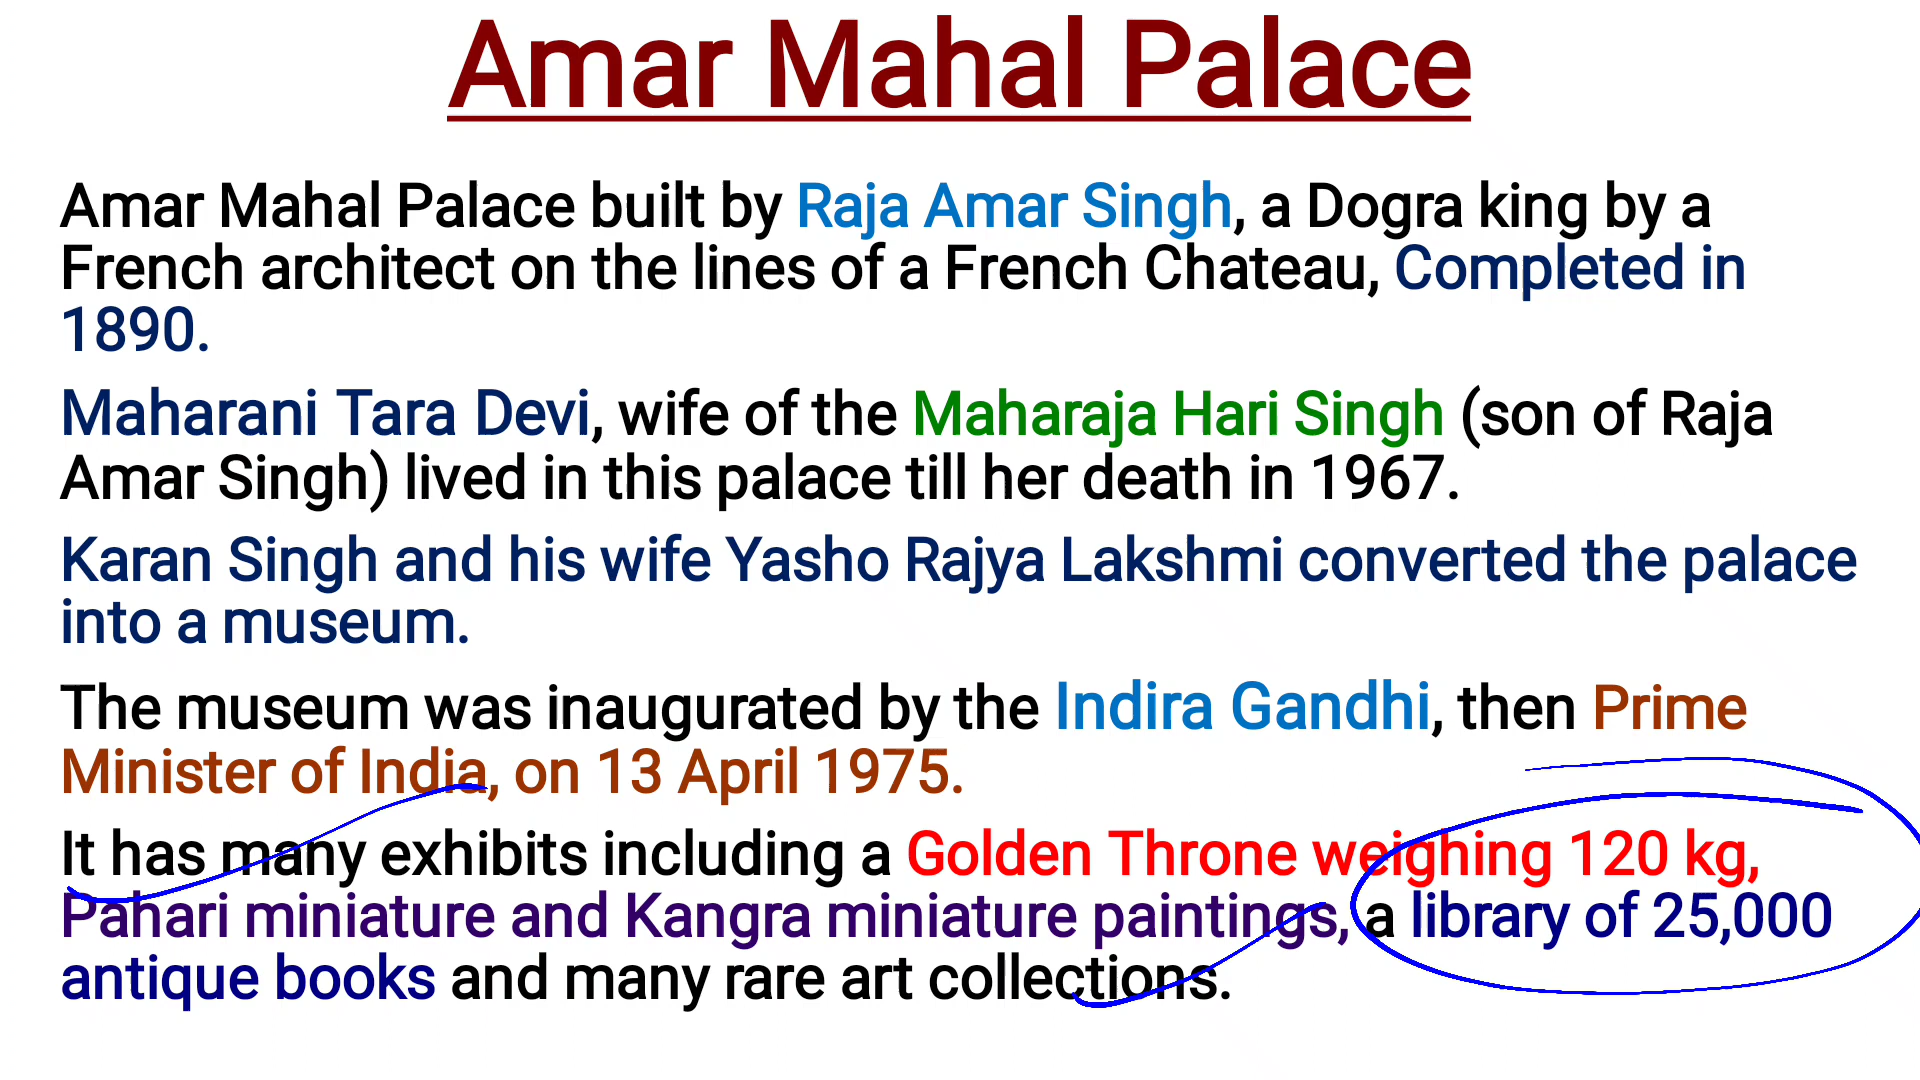 Amar Mahal Palace
Amar Mahal Palace built by Raja Amar Singh, a Dogra king by a
French architect on the lines of a French Chateau, Completed in
1890.
Maharani Tara Devi, wife of the Maharaja Hari Singh (son of Raja
Amar Singh) lived in this palace till her death in 1967.
Karan Singh and his wife Yasho Rajya Lakshmi converted the palace
into a museum.
The museum was inaugurated by the Indira Gandhi, then Prime
Minister of India, on 13 April 1975.
It has many exhibits including a Golden Throne weighing 120 kg,
Pahari miniature and Kangra miniature paintings, a library of 25,000
antique books and many rare art collections.